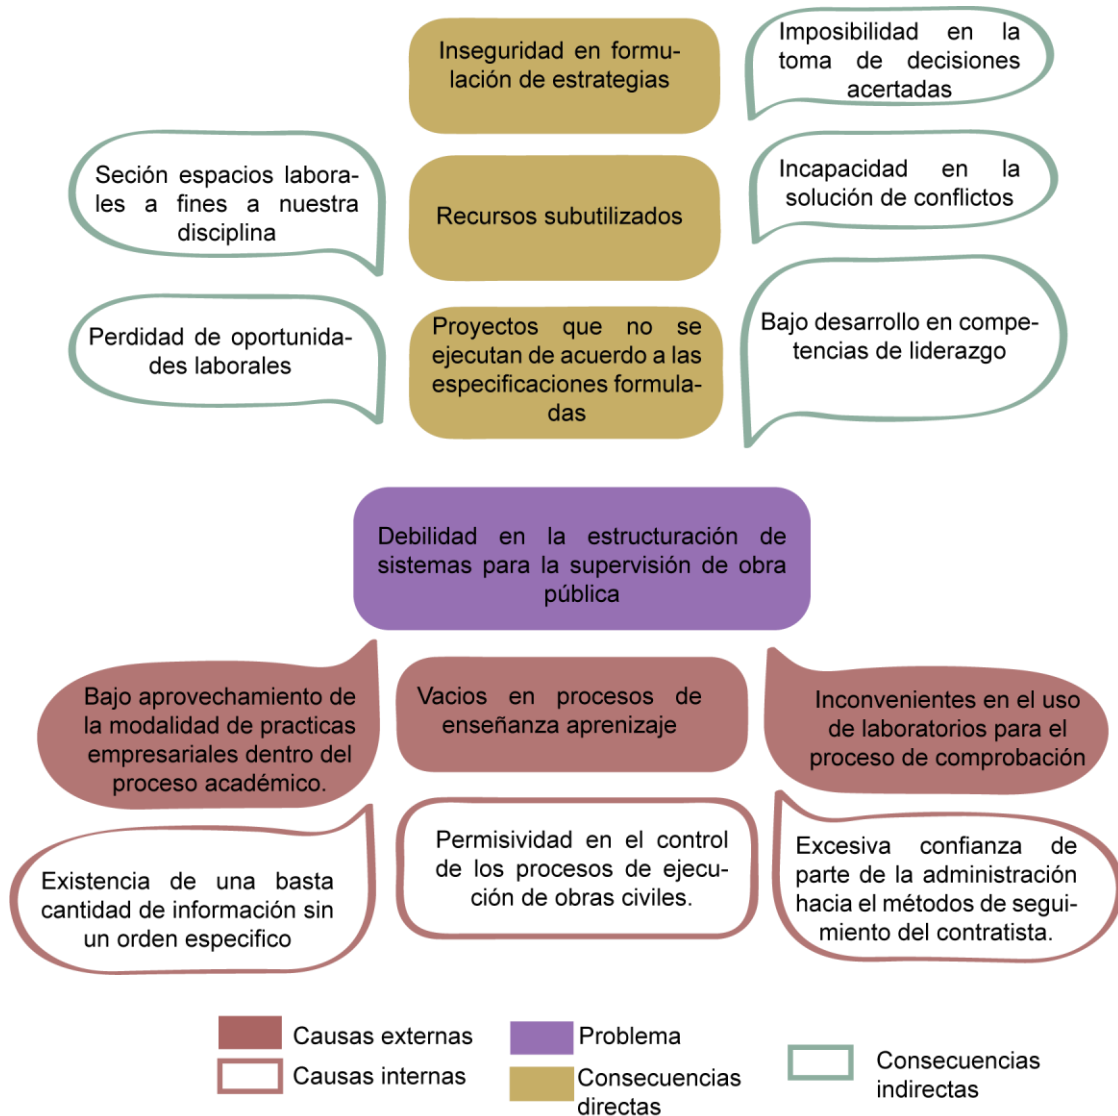 Inseguridad en formu-
lación de estrategias
Imposibilidad en la
toma de decisiones
acertadas
Seción espacios labora-
les a fines a nuestra
disciplina
Recursos subutilizados
Incapacidad en la
solución de conflictos
Perdidad de oportunida-
des laborales
Proyectos que no se
ejecutan de acuerdo a las
especificaciones formula-
das
Bajo desarrollo en compe-
tencias de liderazgo
Debilidad en la estructuración de
sistemas para la supervisión de obra
pública
Bajo aprovechamiento de
la modalidad de practicas
empresariales dentro del
proceso académico.
Vacios en procesos de
enseñanza aprenizaje
Inconvenientes en el uso
de laboratorios para el
proceso de comprobación
Existencia de una basta
cantidad de información sin
un orden especifico
Permisividad en el control
de los procesos de ejecu-
ción de obras civiles.
Excesiva confianza de
parte de la administración
hacia el métodos de segui-
miento del contratista.
Causas externas
Causas internas
Problema
Consecuencias
directas
Consecuencias
indirectas